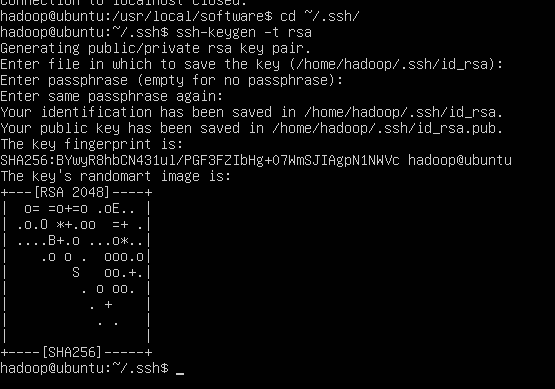 Connection to localhost closed.
hadoop@ubuntu:/usr/local/software$ cd ~/.ssh/
hadoop@ubuntu:~/.ssh$ ssh-keygen -t rsa
Generating public/private rsa key pair.
Enter file in which to save the key (/home/hadoop/.ssh/id_rsa):
Enter passphrase (empty for no passphrase):
Enter same passphrase again:
Your identification has been saved in /home/hadoop/.ssh/id_rsa.
Your public key has been saved in /home/hadoop/.ssh/id_rsa.pub.
The key fingerprint is:
SHA256:BYwyR8hbCN431ul/PGF3FZIbHg+07WmSJIAgpN1NWVc hadoop@ubuntu
The key's randomart image is:
+---[RSA 2048]----+
|  o= =o+=o .oE.. |
| .o.O *+.oo  =+ .|
| ....B+.o ...o*..|
|    .o o .  ooo.o|
|        S   oo.+.|
|         . o oo. |
|          . +    |
|           . .   |
|                 |
+----[SHA256]-----+
hadoop@ubuntu:~/.ssh$ _